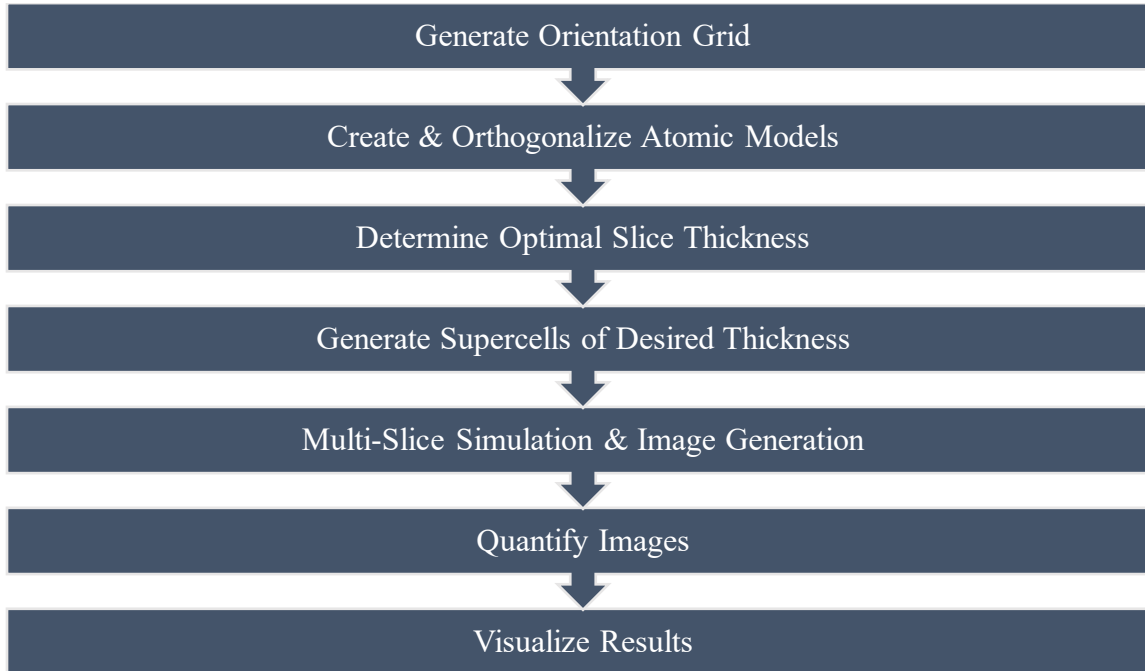 Generate Orientation Grid
Create & Orthogonalize Atomic Models
Determine Optimal Slice Thickness
Generate Supercells of Desired Thickness
Multi-Slice Simulation & Image Generation
Quantify Images
Visualize Results